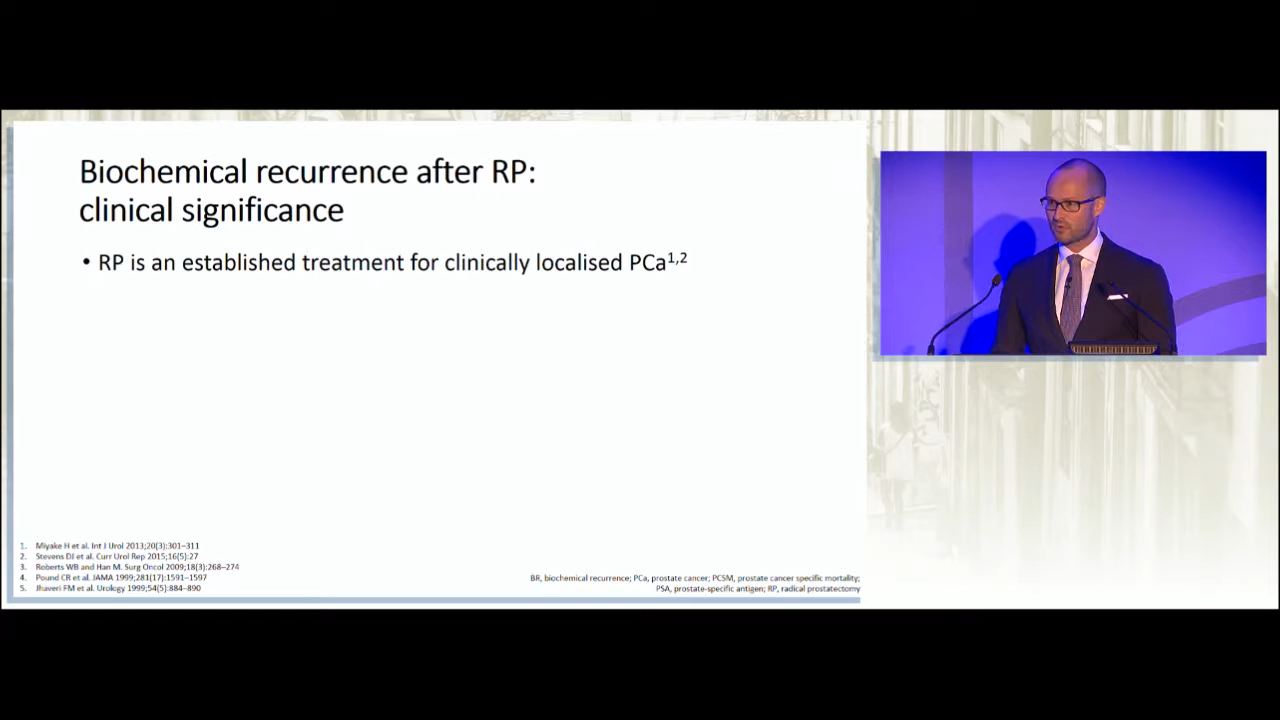 Biochemical recurrence after RP:
clinical significance
• RP is an established treatment for clinically localised PCa1,2
1. Miyake H et al. Int J Urol 2013;20(3):301–311
2. Stevens DJ et al. Curr Urol Rep 2015;16(5):27
3. Roberts WB and Han M. Surg Oncol 2009;18(3):268–274
4. Pound CR et al. JAMA 1999;281(17):1591–1597
5. Jhaveri FM et al. Urology 1999;54(5):884–890
BR, biochemical recurrence; PCa, prostate cancer; PCSM, prostate cancer specific mortality;
PSA, prostate-specific antigen; RP, radical prostatectomy